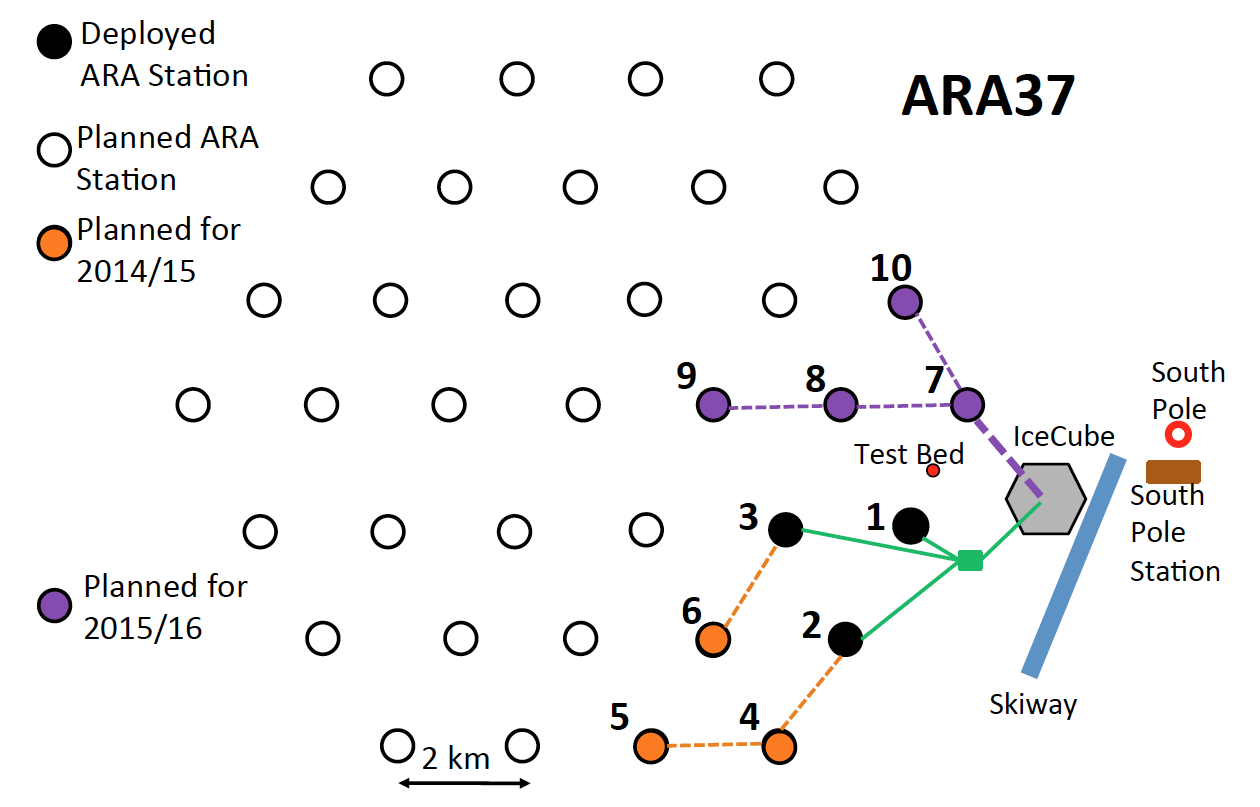 Deployed
ARA Station
ARA37
Planned ARA
Station
Planned for
2014/15
10
9
8
7
South
Pole
IceCube
Test Bed
South
Pole
Station
3
1
Planned for
2015/16
6
2
Skiway
5
4
2 km